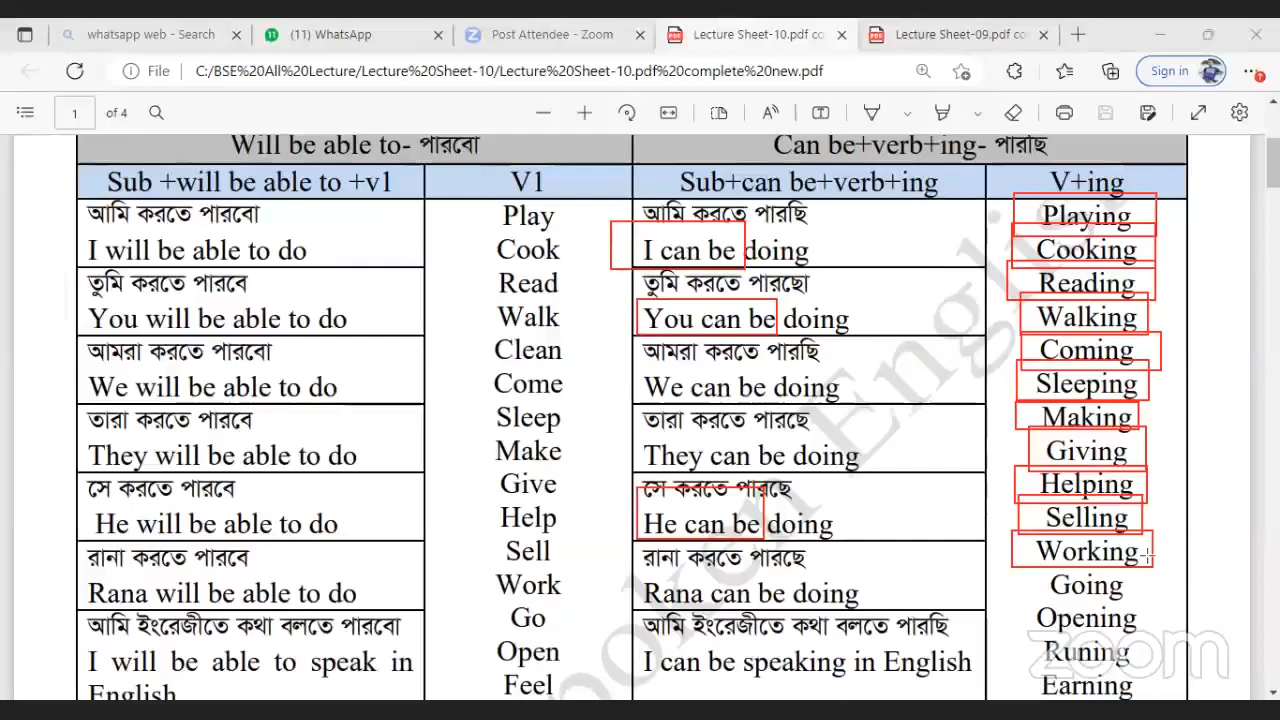 whatsapp web - Search
(11) WhatsApp
Post Attendee - Zoom
Lecture Sheet-10.pdf co
Lecture Sheet-09.pdf co
File
C:/BSE%20All%20Lecture/Lecture%20Sheet-10/Lecture%20Sheet-10.pdf%20complete%20new.pdf
Sign in
1 of 4
Will be able to- পারবো
Can be+verb+ing- পারছি
Sub +will be able to +v1
V1
Sub+can be+verb+ing
V+ing
আমি করতে পারবো
Play
আমি করতে পারছি
Playing
I will be able to do
Cook
I can be doing
Cooking
তুমি করতে পারবে
Read
তুমি করতে পারছো
Reading
You will be able to do
Walk
You can be doing
Walking
আমরা করতে পারবো
Clean
আমরা করতে পারছি
Coming
We will be able to do
Come
We can be doing
Sleeping
তারা করতে পারবে
Sleep
তারা করতে পারছে
Making
They will be able to do
Make
They can be doing
Giving
সে করতে পারবে
Give
সে করতে পারছে
Helping
He will be able to do
Help
He can be doing
Selling
রানা করতে পারবে
Sell
রানা করতে পারছে
Working
Rana will be able to do
Work
Rana can be doing
Going
আমি ইংরেজীতে কথা বলতে পারবো
Go
আমি ইংরেজীতে কথা বলতে পারছি
Opening
I will be able to speak in
Open
I can be speaking in English
Runing
English
Feel
Earning
poken English
zoom